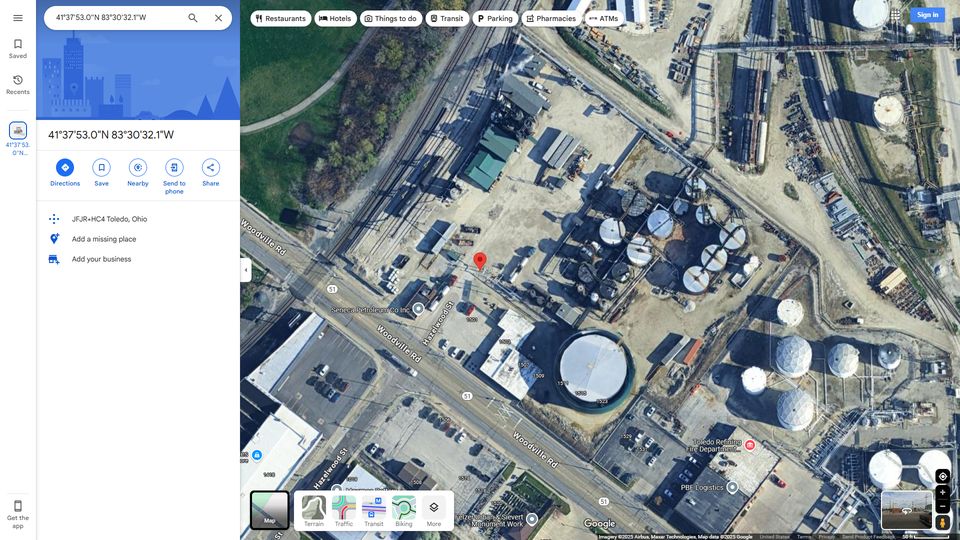 41°37'53.0"N 83°30'32.1"W
Restaurants
Hotels
Things to do
Transit
Parking
Pharmacies
ATMs
Sign in
Saved
Recents
41°37'53.
0"N...
41°37'53.0"N 83°30'32.1"W
Directions
Save
Nearby
Send to
phone
Share
JFJR+HC4 Toledo, Ohio
Add a missing place
Add your business
Get the
app
Woodville Rd
51
Seneca Petroleum Co Inc
Hazelwood St
1501
1503
1507
1509
Woodville Rd
51
Woodville Rd
1529
Toledo Refining
Fire Department...
PBF Logistics
51
Hazelwood St
1508
Monument Work
Map
Terrain
Traffic
Transit
Biking
More
Google
Imagery ©2025 Airbus, Maxar Technologies, Map data ©2025 Google
United States
Terms
Privacy
Send Product Feedback
50 ft